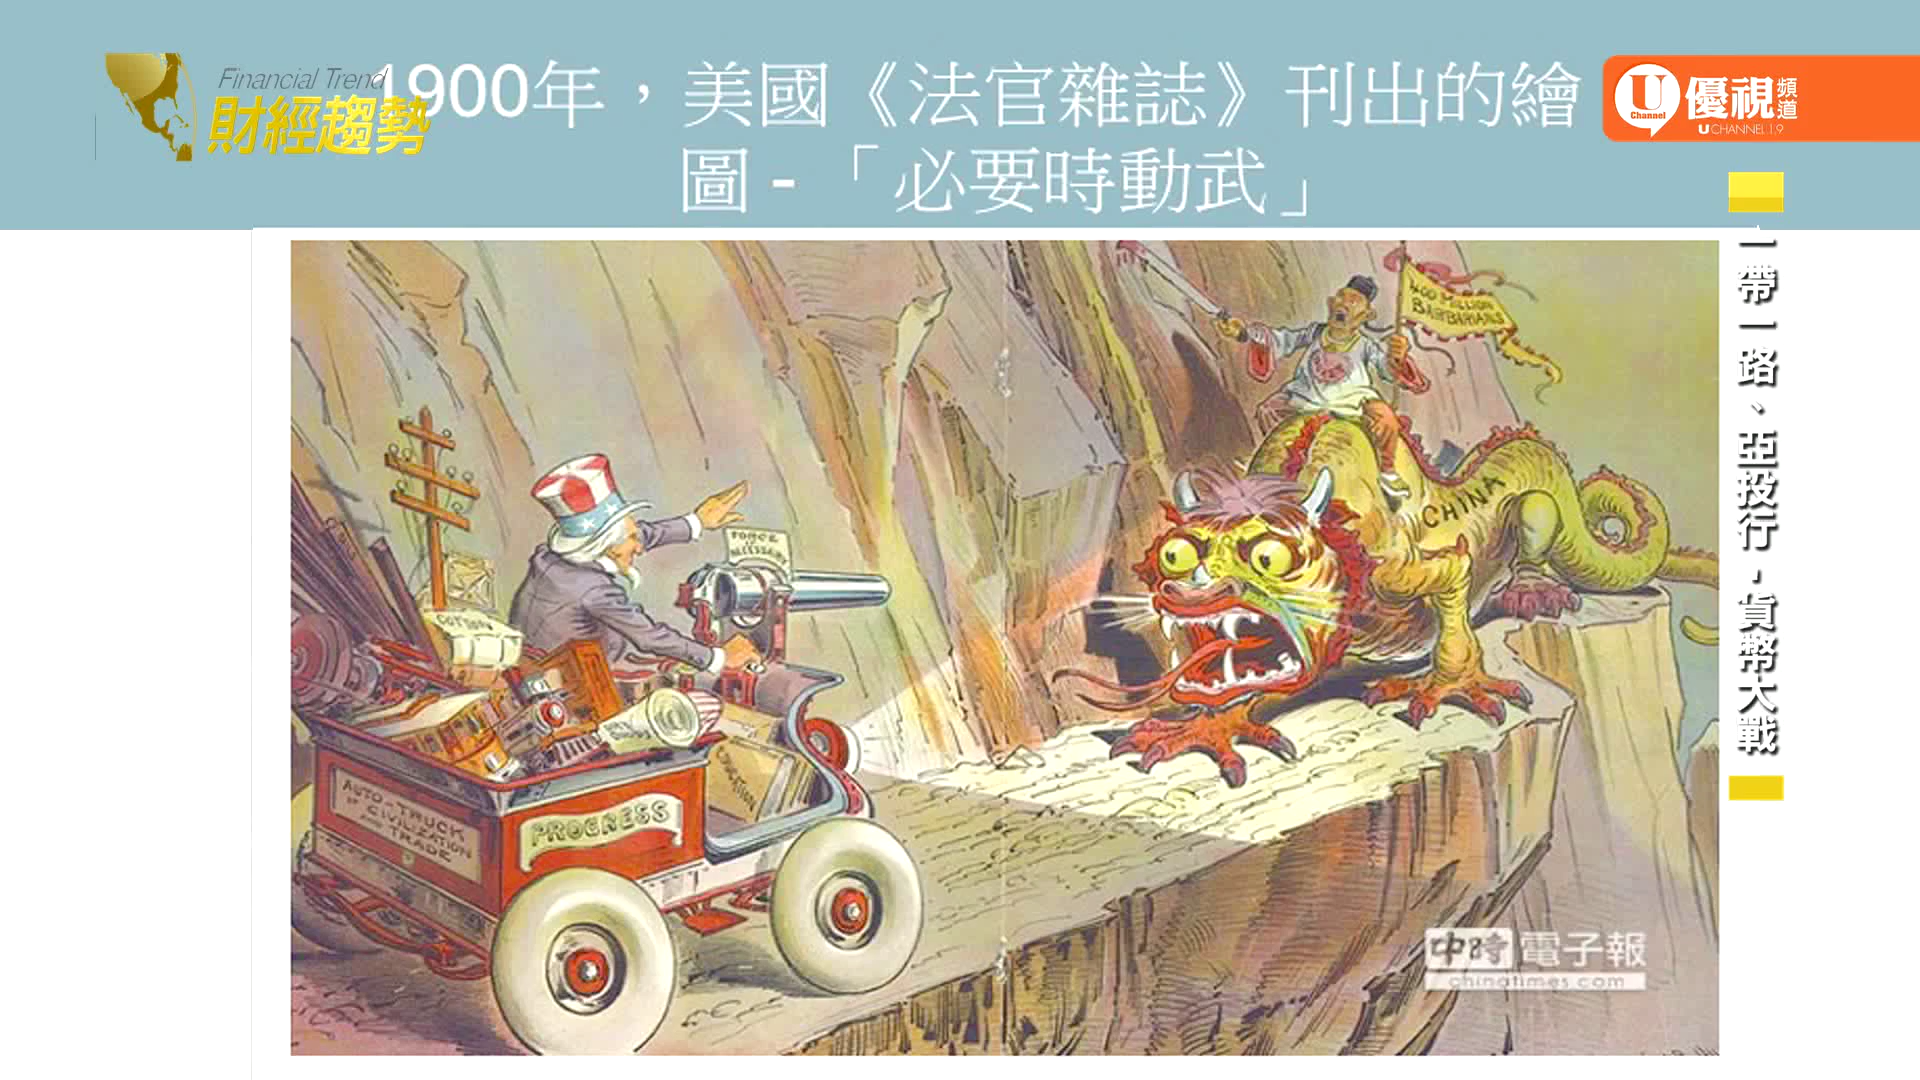 Financial Trend
財經趨勢
1900年，美國《法官雜誌》刊出的繪
圖-「必要時動武」
U
Channel
優視
頻道
U CHANNEL 1.9
一帶一路、亞投行，貨幣大戰
400 MILLION
BARBARIANS
CHINA
FORCE
IF
NECESSARY
COTTON
EDUCATION
AUTO-TRUCK
OF
CIVILIZATION
AND
TRADE
PROGRESS
中時電子報
chinatimes.com